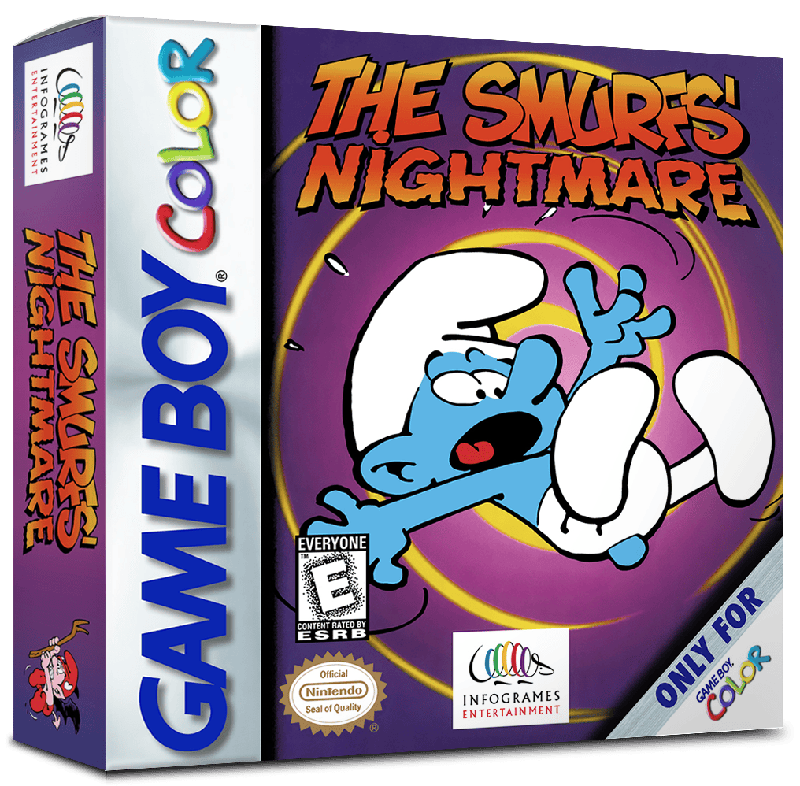 INFOGRAMES
ENTERTAINMENT
THE SMURFS'
NIGHTMARE
GAME BOY COLOR
®
THE SMURFS'
NIGHTMARE
EVERYONE
E
CONTENT RATED BY
ESRB
Official
Nintendo
Seal of Quality
®
INFOGRAMES
ENTERTAINMENT
ONLY FOR
GAME BOY
COLOR